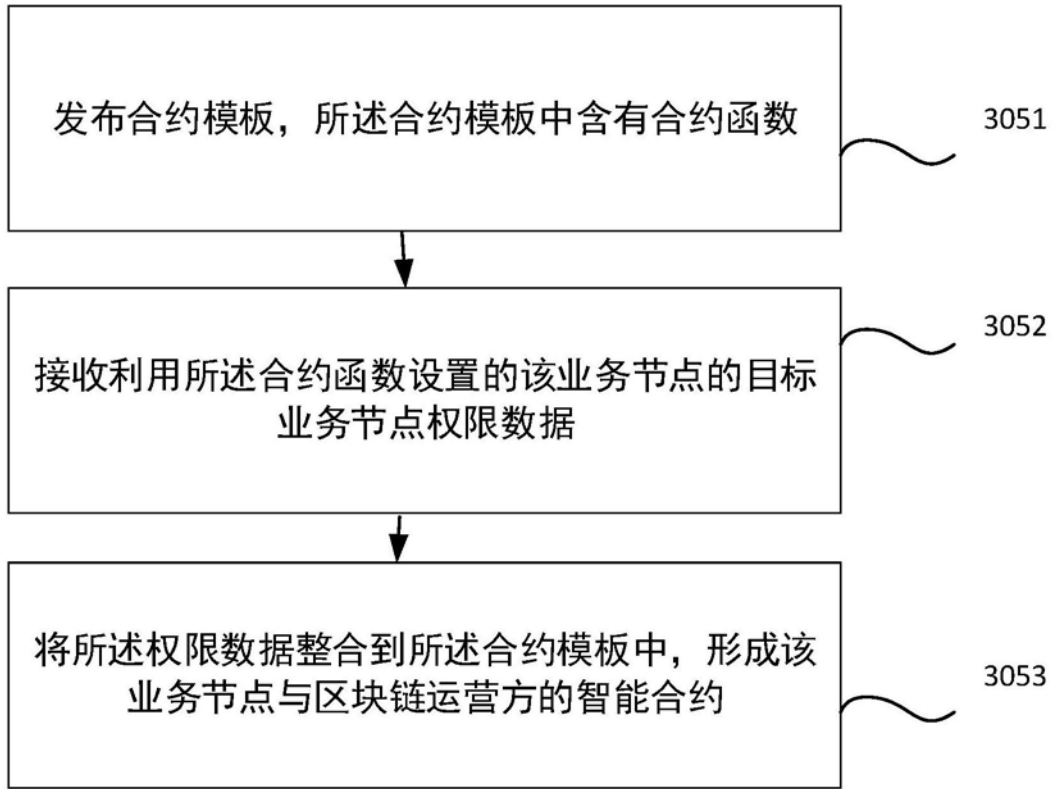 发布合约模板，所述合约模板中含有合约函数
3051
接收利用所述合约函数设置的该业务节点的目标
业务节点权限数据
3052
将所述权限数据整合到所述合约模板中，形成该
业务节点与区块链运营方的智能合约
3053